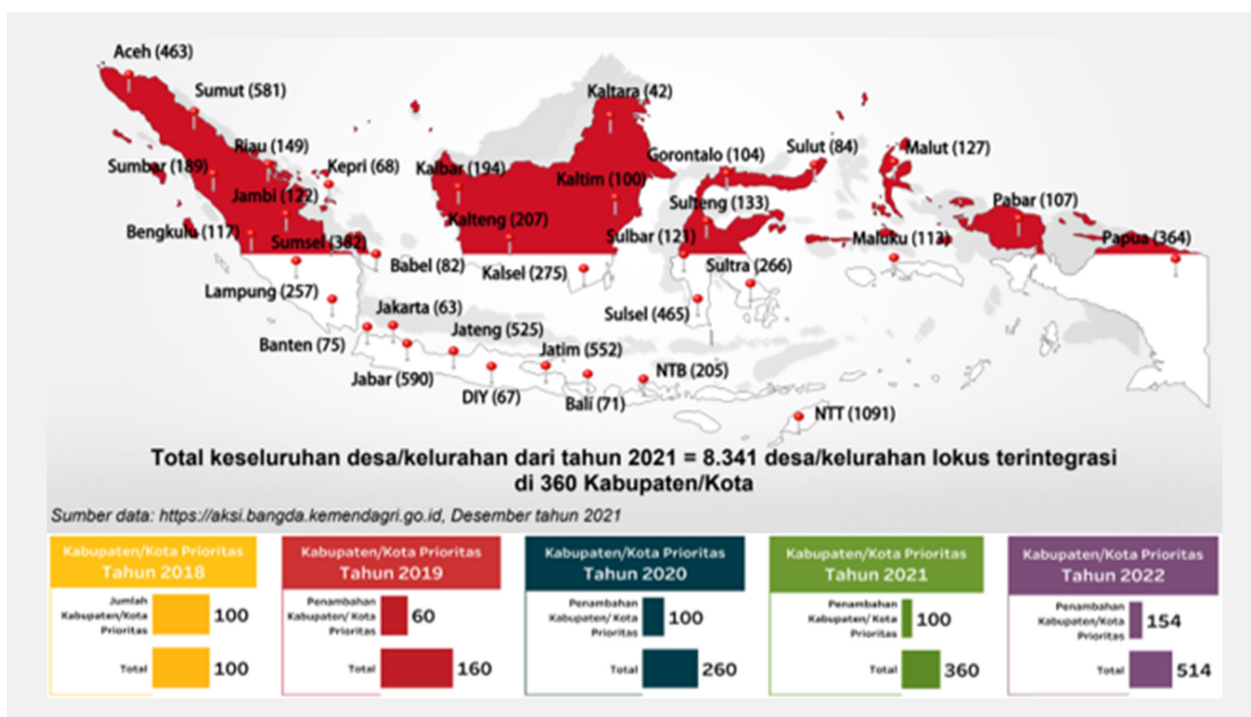 Aceh (463)
Sumut (581)
Kaltara (42)
Riau (149)
Sumbar (189)
Kepri (68)
Kalbar (194)
Gorontalo (104)
Sulut (84)
Malut (127)
Kaltim (100)
Jambi (122)
Sulteng (133)
Pabar (107)
Kalteng (207)
Bengkulu (117)
Sumsel (382)
Sulbar (121)
Maluku (113)
Papua (364)
Babel (82)
Kalsel (275)
Sultra (266)
Lampung (257)
Jakarta (63)
Sulsel (465)
Banten (75)
Jateng (525)
Jatim (552)
Jabar (590)
NTB (205)
DIY (67)
Bali (71)
NTT (1091)
Total keseluruhan desa/kelurahan dari tahun 2021 = 8.341 desa/kelurahan lokus terintegrasi
di 360 Kabupaten/Kota
Sumber data: https://aksi.bangda.kemendagri.go.id, Desember tahun 2021
Kabupaten/Kota Prioritas
Tahun 2018
Jumlah
Kabupaten/Kota
Prioritas
100
Total
100
Kabupaten/Kota Prioritas
Tahun 2019
Penambahan
Kabupaten/ Kota
Prioritas
60
Total
160
Kabupaten/Kota Prioritas
Tahun 2020
Penambahan
Kabupaten/ Kota
Prioritas
100
Total
260
Kabupaten/Kota Prioritas
Tahun 2021
Penambahan
Kabupaten/ Kota
Prioritas
100
Total
360
Kabupaten/Kota Prioritas
Tahun 2022
Penambahan
Kabupaten/Kota
Prioritas
154
Total
514